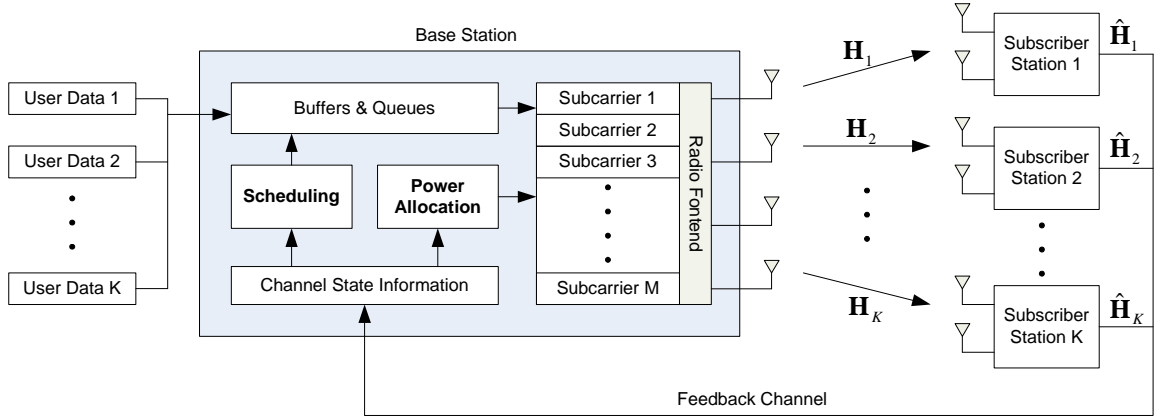 Base Station
User Data 1
User Data 2
User Data K
Buffers & Queues
Scheduling
Power
Allocation
Channel State Information
Subcarrier 1
Subcarrier 2
Subcarrier 3
Subcarrier M
Radio Fontend
H₁
H₂
H_K
Subscriber
Station 1
Subscriber
Station 2
Subscriber
Station K
Ĥ₁
Ĥ₂
Ĥ_K
Feedback Channel